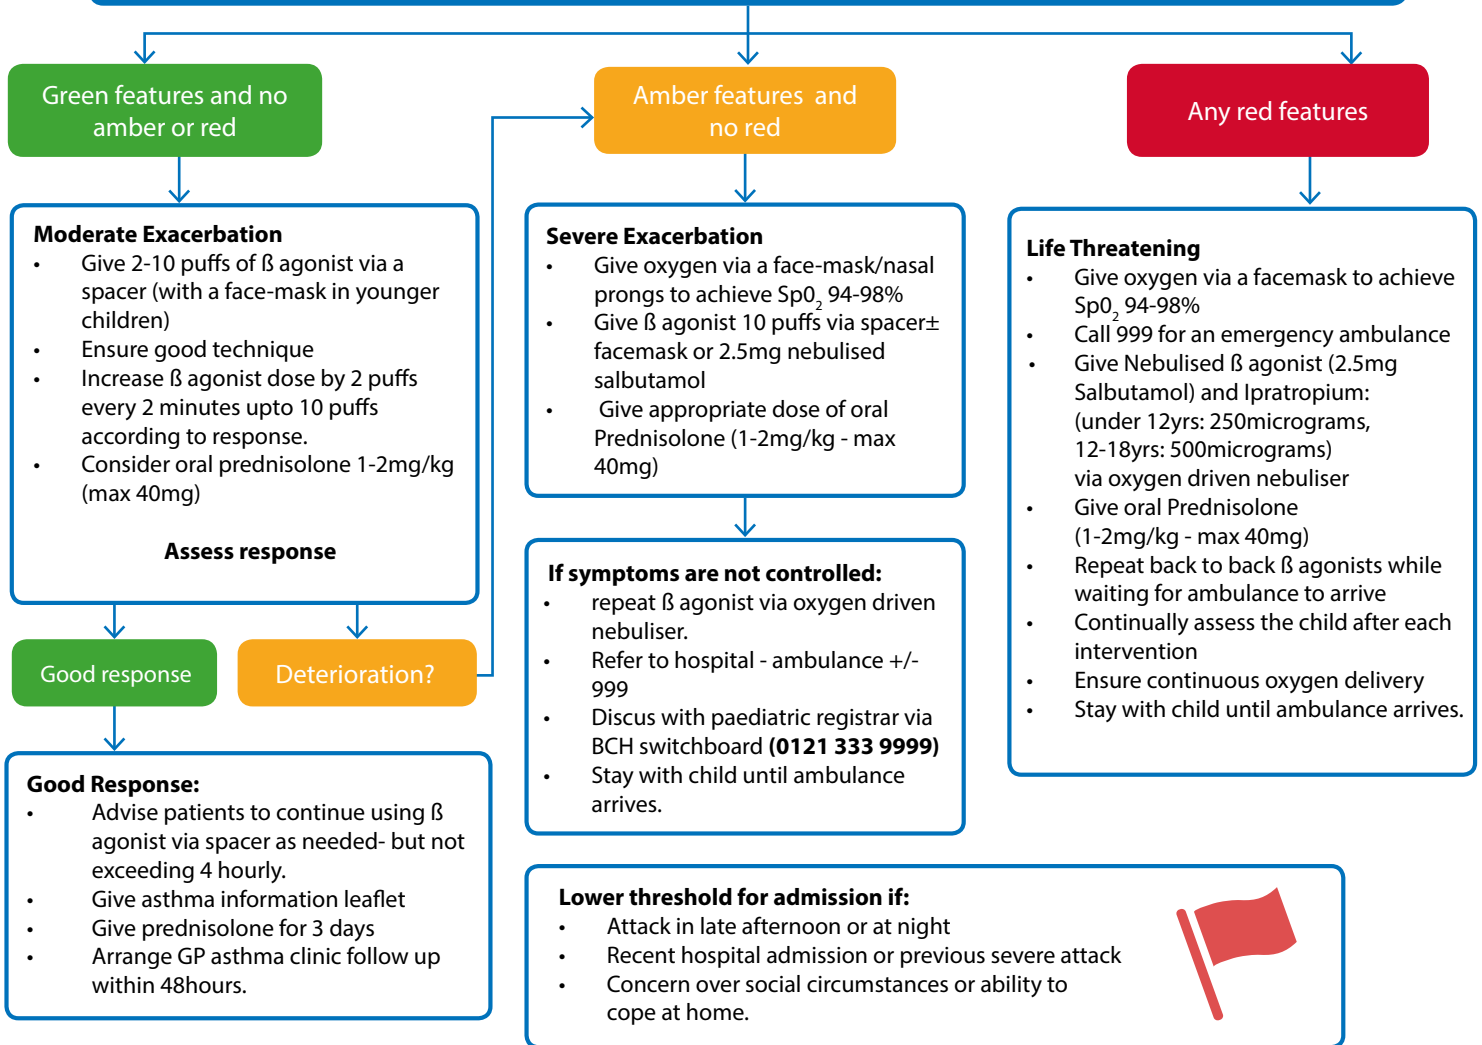 Green features and no
amber or red
Amber features and
no red
Any red features
Moderate Exacerbation
• Give 2-10 puffs of ß agonist via a
spacer (with a face-mask in younger
children)
• Ensure good technique
• Increase ß agonist dose by 2 puffs
every 2 minutes upto 10 puffs
according to response.
• Consider oral prednisolone 1-2mg/kg
(max 40mg)
Assess response
Good response
Deterioration?
Good Response:
• Advise patients to continue using ß
agonist via spacer as needed- but not
exceeding 4 hourly.
• Give asthma information leaflet
• Give prednisolone for 3 days
• Arrange GP asthma clinic follow up
within 48hours.
Severe Exacerbation
• Give oxygen via a face-mask/nasal
prongs to achieve Sp0₂ 94-98%
• Give ß agonist 10 puffs via spacer±
facemask or 2.5mg nebulised
salbutamol
• Give appropriate dose of oral
Prednisolone (1-2mg/kg - max
40mg)
If symptoms are not controlled:
• repeat ß agonist via oxygen driven
nebuliser.
• Refer to hospital - ambulance +/-
999
• Discus with paediatric registrar via
BCH switchboard (0121 333 9999)
• Stay with child until ambulance
arrives.
Life Threatening
• Give oxygen via a facemask to achieve
Sp0₂ 94-98%
• Call 999 for an emergency ambulance
• Give Nebulised ß agonist (2.5mg
Salbutamol) and Ipratropium:
(under 12yrs: 250micrograms,
12-18yrs: 500micrograms)
via oxygen driven nebuliser
• Give oral Prednisolone
(1-2mg/kg - max 40mg)
• Repeat back to back ß agonists while
waiting for ambulance to arrive
• Continually assess the child after each
intervention
• Ensure continuous oxygen delivery
• Stay with child until ambulance arrives.
Lower threshold for admission if:
• Attack in late afternoon or at night
• Recent hospital admission or previous severe attack
• Concern over social circumstances or ability to
cope at home.